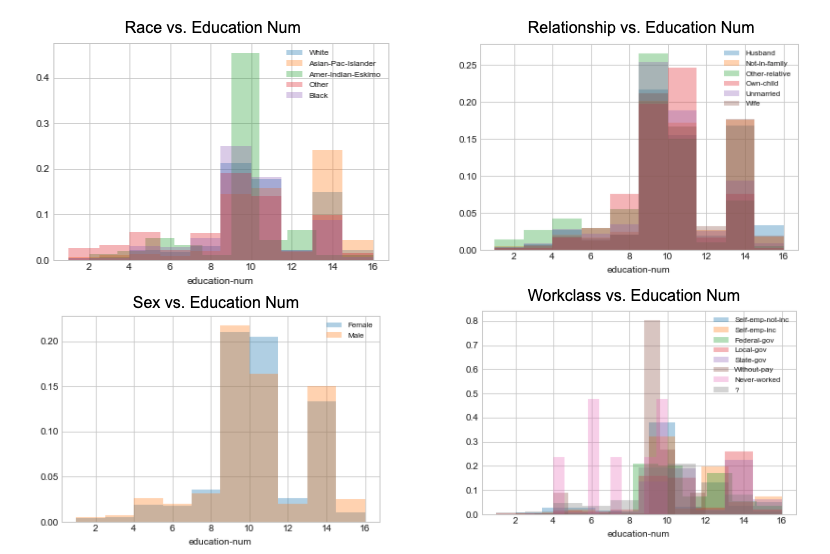 Race vs. Education Num
White
Asian-Pac-Islander
Amer-Indian-Eskimo
Other
Black
0.4
0.3
0.2
0.1
0.0
2 4 6 8 10 12 14 16
education-num
Relationship vs. Education Num
Husband
Not-in-family
Other-relative
Own-child
Unmarried
Wife
0.25
0.20
0.15
0.10
0.05
0.00
2 4 6 8 10 12 14 16
education-num
Sex vs. Education Num
Female
Male
0.20
0.15
0.10
0.05
0.00
2 4 6 8 10 12 14 16
education-num
Workclass vs. Education Num
Self-emp-not-inc
Self-emp-inc
Federal-gov
Local-gov
State-gov
Without-pay
Never-worked
?
0.8
0.7
0.6
0.5
0.4
0.3
0.2
0.1
0.0
2 4 6 8 10 12 14 16
education-num